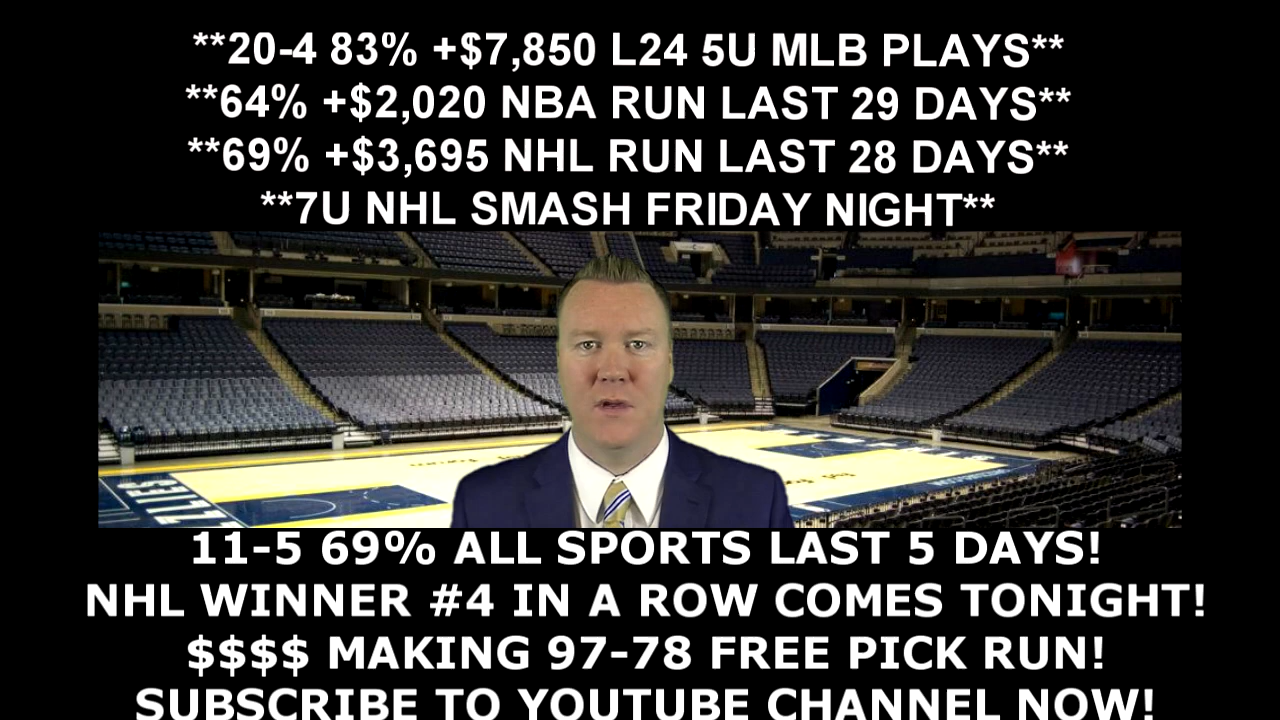 **20-4 83% +$7,850 L24 5U MLB PLAYS**
**64% +$2,020 NBA RUN LAST 29 DAYS**
**69% +$3,695 NHL RUN LAST 28 DAYS**
**7U NHL SMASH FRIDAY NIGHT**
ZZLIES
11-5 69% ALL SPORTS LAST 5 DAYS!
NHL WINNER #4 IN A ROW COMES TONIGHT!
$$$$ MAKING 97-78 FREE PICK RUN!
SUBSCRIBE TO YOUTUBE CHANNEL NOW!